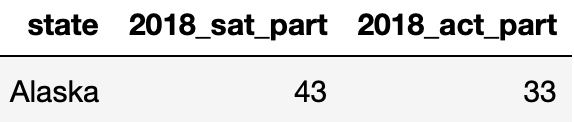 state 2018_sat_part 2018_act_part
Alaska 43 33